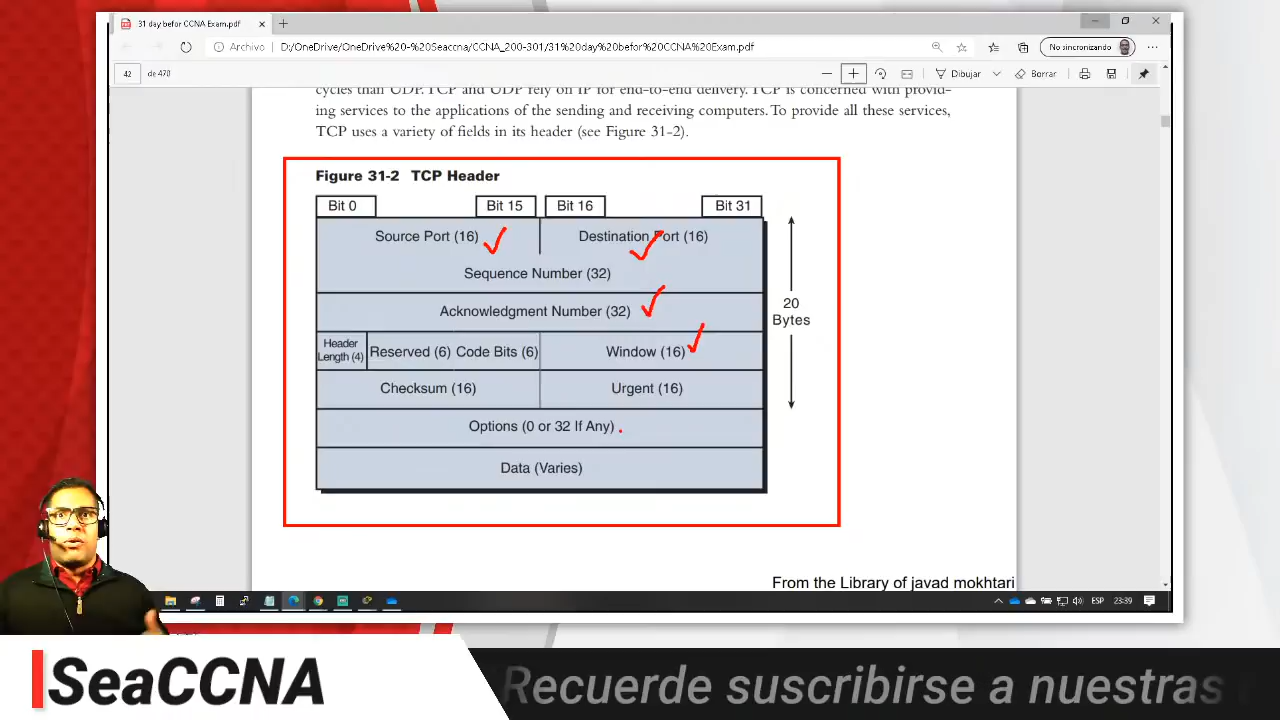 31 day befor CCNA Exam.pdf
Archivo
D:/OneDrive/OneDrive%20-%20Seaccna/CCNA_200-301/31%20day%20befor%20CCNA%20Exam.pdf
No sincronizando
42 de 470
Dibujar
Borrar
cycles than UDP. TCP and UDP rely on IP for end-to-end delivery. TCP is concerned with provid-
ing services to the applications of the sending and receiving computers. To provide all these services,
TCP uses a variety of fields in its header (see Figure 31-2).
Figure 31-2 TCP Header
Bit 0 Bit 15 Bit 16 Bit 31
Source Port (16) Destination Port (16)
Sequence Number (32)
Acknowledgment Number (32)
20
Bytes
Header
Length (4)
Reserved (6) Code Bits (6) Window (16)
Checksum (16) Urgent (16)
Options (0 or 32 If Any)
Data (Varies)
From the Library of javad mokhtari
ESP 23:39
SeaCCNA
Recuerde suscribirse a nuestras